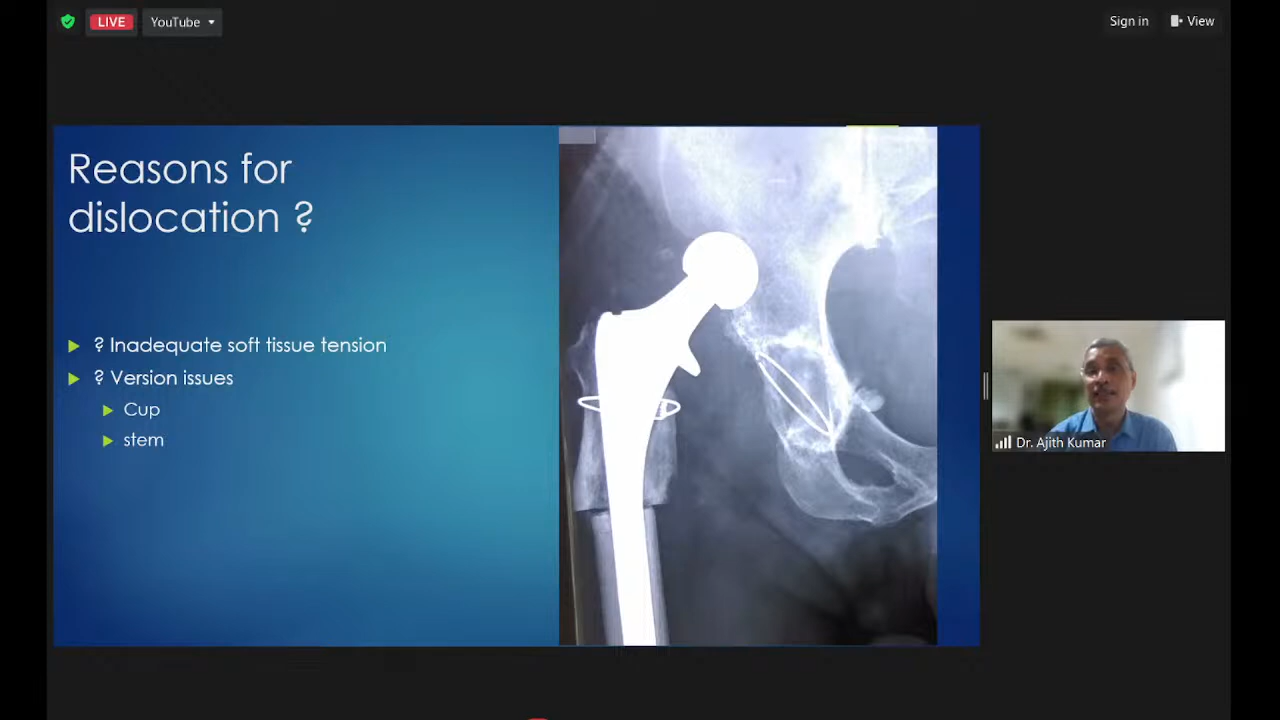 LIVE
YouTube
Sign in
View
Reasons for
dislocation ?
? Inadequate soft tissue tension
? Version issues
Cup
stem
Dr. Ajith Kumar